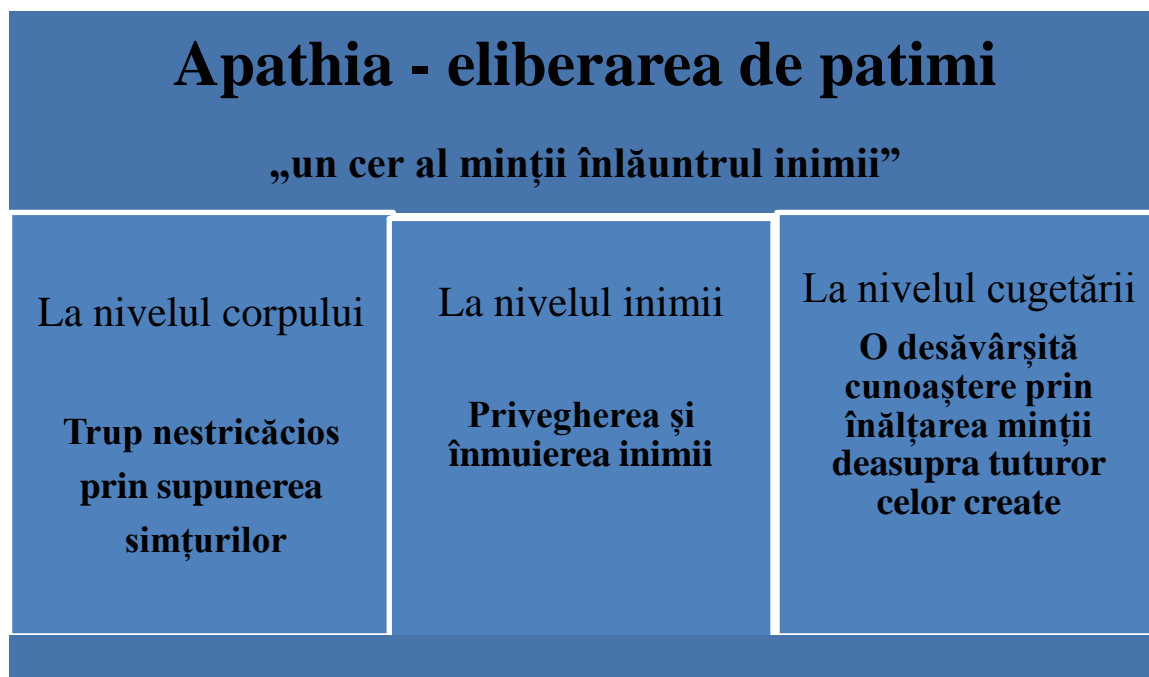 Apathia - eliberarea de patimi
„un cer al minții înlăuntrul inimii”
La nivelul corpului
Trup nestricăcios
prin supunerea
simțurilor
La nivelul inimii
Privegherea și
înmuierea inimii
La nivelul cugetării
O desăvârșită
cunoaștere prin
înălțarea minții
deasupra tuturor
celor create